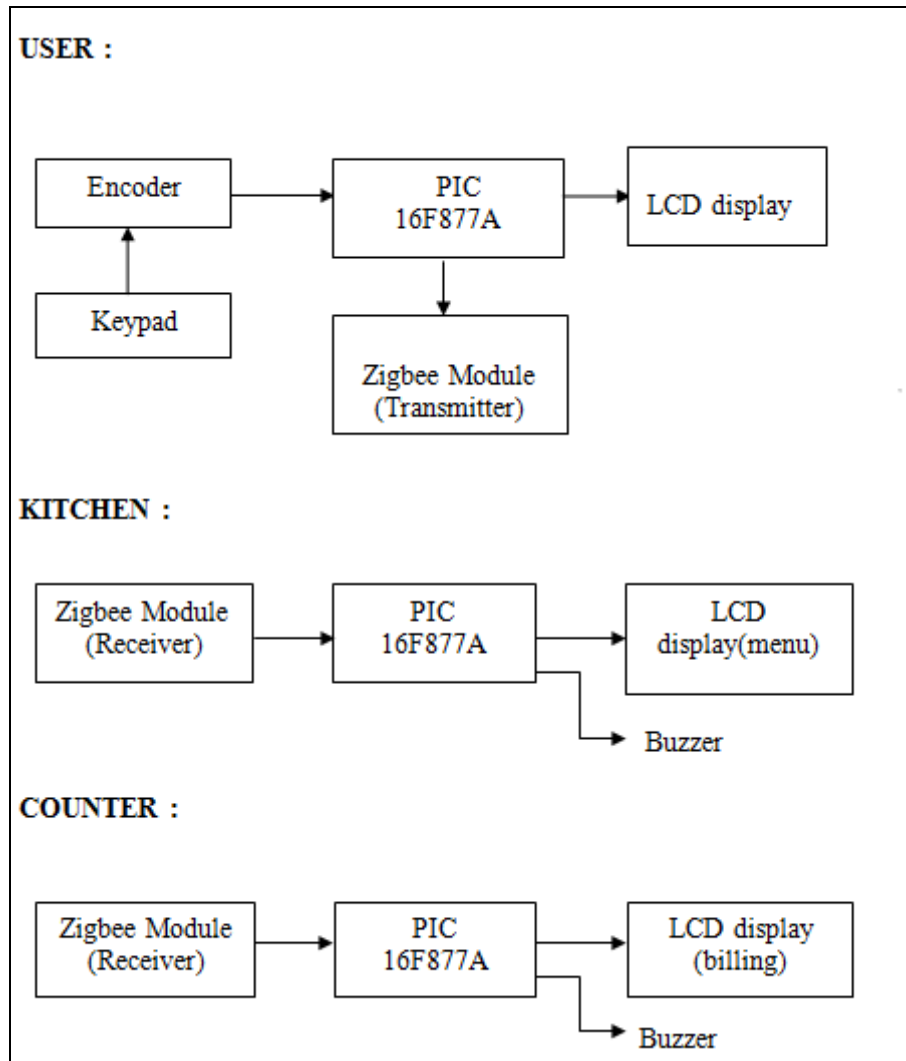 USER :
Encoder
PIC
16F877A
LCD display
Keypad
Zigbee Module
(Transmitter)
KITCHEN :
Zigbee Module
(Receiver)
PIC
16F877A
LCD
display(menu)
Buzzer
COUNTER :
Zigbee Module
(Receiver)
PIC
16F877A
LCD display
(billing)
Buzzer